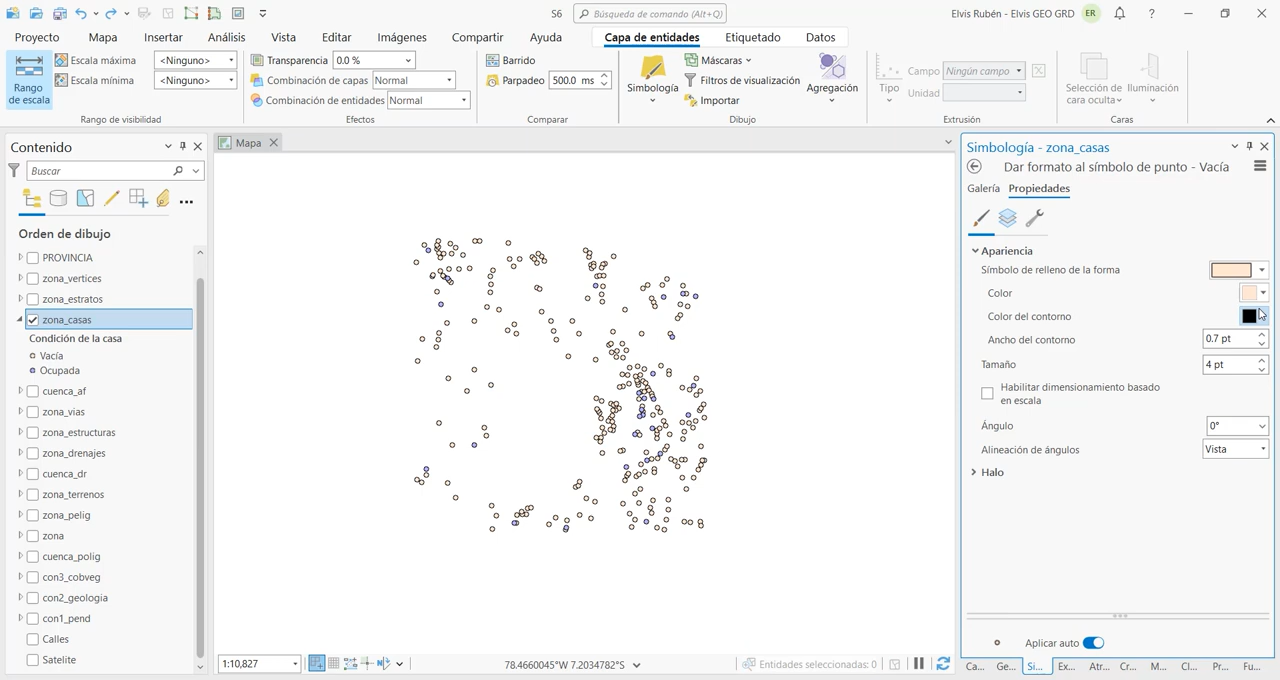 S6
Búsqueda de comando (Alt+Q)
Elvis Rubén - Elvis GEO GRD
ER
?
Proyecto
Mapa
Insertar
Análisis
Vista
Editar
Imágenes
Compartir
Ayuda
Capa de entidades
Etiquetado
Datos
Rango de escala
Escala máxima
<Ninguno>
Escala mínima
<Ninguno>
Rango de visibilidad
Transparencia
0.0 %
Combinación de capas
Normal
Combinación de entidades
Normal
Efectos
Barrido
Parpadeo
500.0 ms
Comparar
Simbología
Máscaras
Filtros de visualización
Importar
Agregación
Dibujo
Tipo
Campo
Ningún campo
Unidad
Extrusión
Selección de
cara oculta
Iluminación
Caras
Contenido
Buscar
Orden de dibujo
PROVINCIA
zona_vertices
zona_estratos
zona_casas
Condición de la casa
Vacía
Ocupada
cuenca_af
zona_vias
zona_estructuras
zona_drenajes
cuenca_dr
zona_terrenos
zona_pelig
zona
cuenca_polig
con3_cobveg
con2_geologia
con1_pend
Calles
Satelite
Mapa
1:10,827
78.4660045°W 7.2034782°S
Entidades seleccionadas: 0
Simbología - zona_casas
Dar formato al símbolo de punto - Vacía
Galería
Propiedades
Apariencia
Símbolo de relleno de la forma
Color
Color del contorno
Ancho del contorno
0.7 pt
Tamaño
4 pt
Habilitar dimensionamiento basado
en escala
Ángulo
0°
Alineación de ángulos
Vista
Halo
Aplicar auto
Ca...
Ge...
Si...
Ex...
Atr...
Cr...
M...
Cl...
Pr...
Fu...